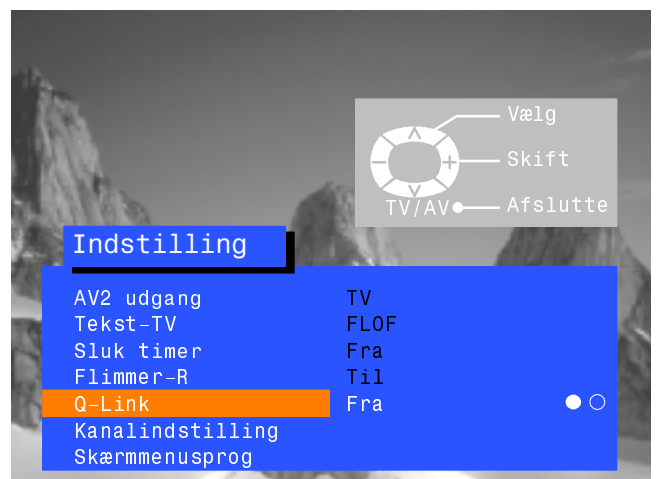 Vælg
Skift
TV/AV Afslutte
Indstilling
AV2 udgang TV
Tekst-TV FLOF
Sluk timer Fra
Flimmer-R Til
Q-Link Fra
Kanalindstilling
Skærmmenusprog